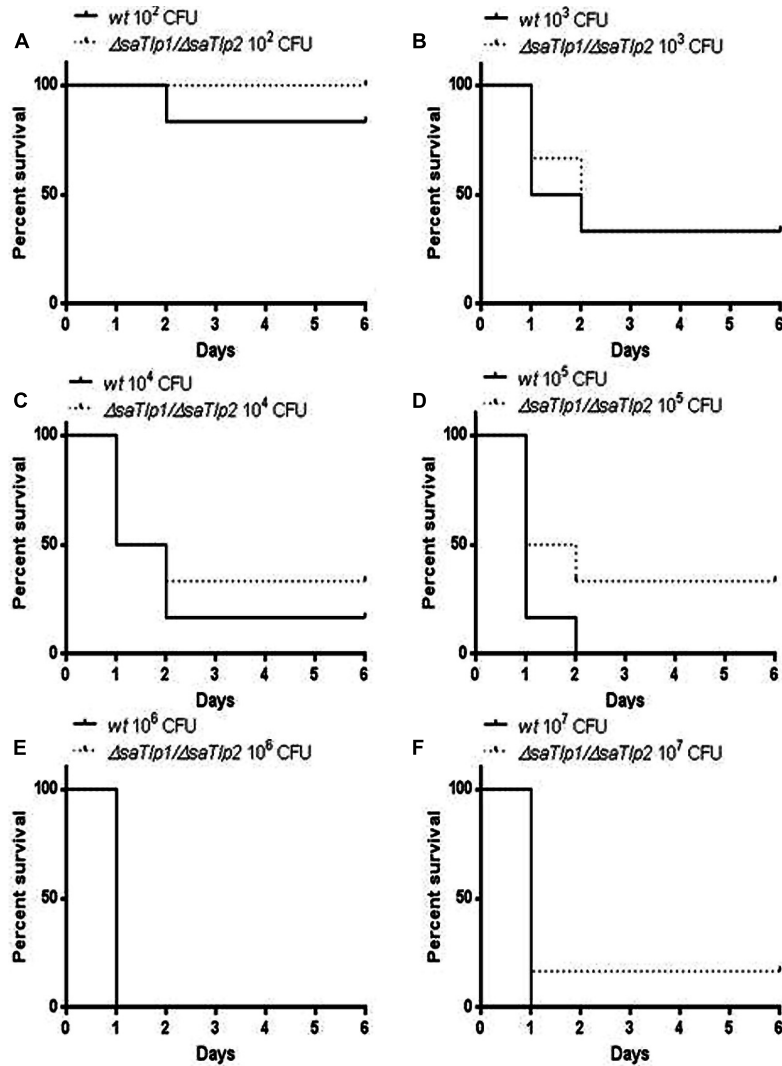 A
wt 10² CFU
ΔsaTlp1/ΔsaTlp2 10² CFU
Percent survival
100
50
0
0 1 2 3 4 5 6
Days
B
wt 10³ CFU
ΔsaTlp1/ΔsaTlp2 10³ CFU
Percent survival
100
50
0
0 1 2 3 4 5 6
Days
C
wt 10⁴ CFU
ΔsaTlp1/ΔsaTlp2 10⁴ CFU
Percent survival
100
50
0
0 1 2 3 4 5 6
Days
D
wt 10⁵ CFU
ΔsaTlp1/ΔsaTlp2 10⁵ CFU
Percent survival
100
50
0
0 1 2 3 4 5 6
Days
E
wt 10⁶ CFU
ΔsaTlp1/ΔsaTlp2 10⁶ CFU
Percent survival
100
50
0
0 1 2 3 4 5 6
Days
F
wt 10⁷ CFU
ΔsaTlp1/ΔsaTlp2 10⁷ CFU
Percent survival
100
50
0
0 1 2 3 4 5 6
Days